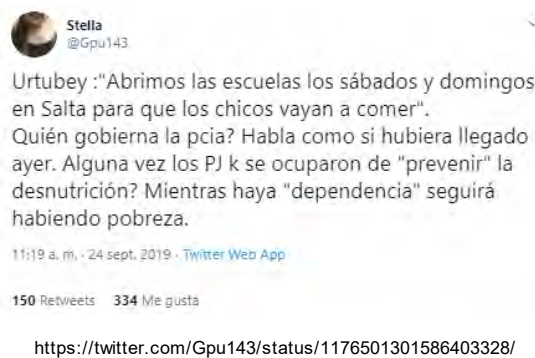 Stella
@Gpu143
Urtubey :"Abrimos las escuelas los sábados y domingos
en Salta para que los chicos vayan a comer".
Quién gobierna la pcia? Habla como si hubiera llegado
ayer. Alguna vez los PJ k se ocuparon de "prevenir" la
desnutrición? Mientras haya "dependencia" seguirá
habiendo pobreza.
11:19 a. m. · 24 sept. 2019 · Twitter Web App
150 Retweets 334 Me gusta
https://twitter.com/Gpu143/status/1176501301586403328/